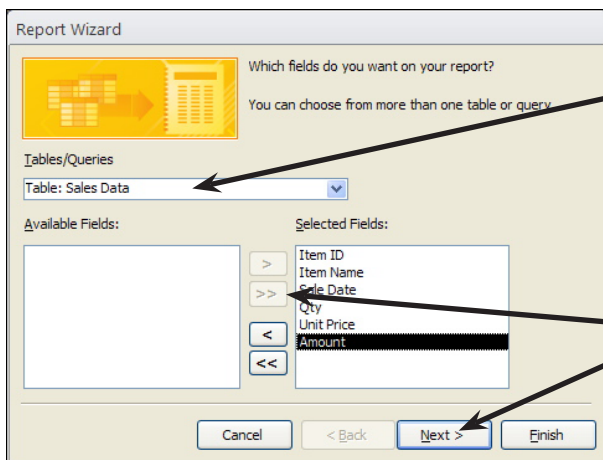 Report Wizard
Which fields do you want on your report?
You can choose from more than one table or query.
Tables/Queries
Table: Sales Data
Available Fields:
Selected Fields:
>
>>
<
<<
Item ID
Item Name
Sale Date
Qty
Unit Price
Amount
Cancel
< Back
Next >
Finish